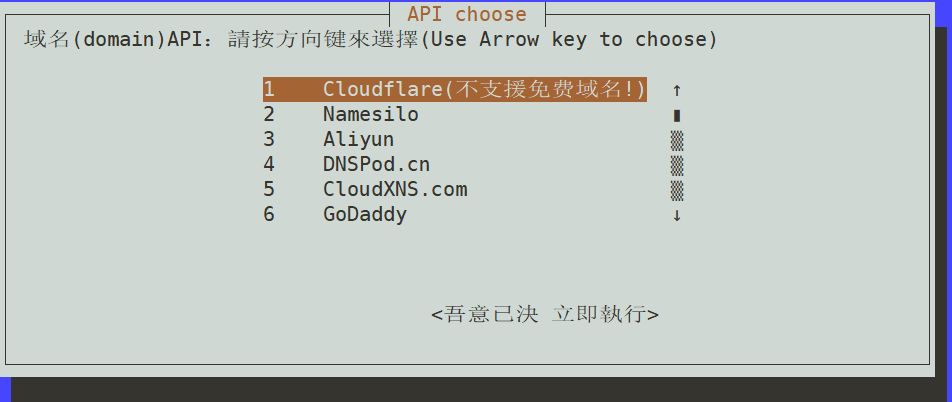 API choose
域名(domain)API：請按方向键來選擇(Use Arrow key to choose)
1 Cloudflare(不支援免费域名!) ↑
2 Namesilo
3 Aliyun
4 DNSPod.cn
5 CloudXNS.com
6 GoDaddy ↓
<吾意已決 立即執行>